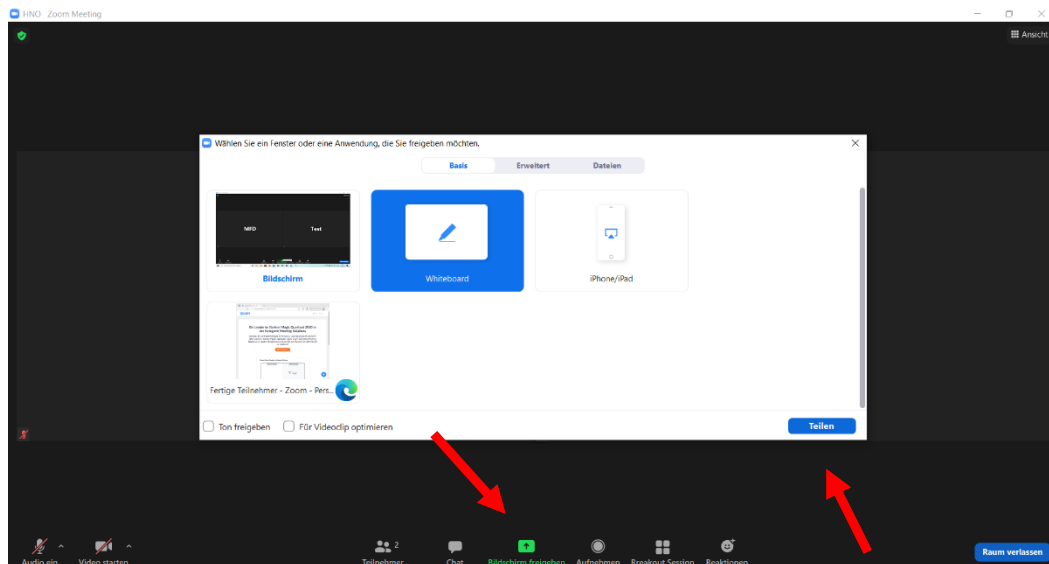 HNO Zoom Meeting
Ansicht
Wählen Sie ein Fenster oder eine Anwendung, die Sie freigeben möchten.
Basis Erweitert Dateien
MFD Test
Bildschirm Whiteboard iPhone/iPad
Fertige Teilnehmer - Zoom - Pers...
Ton freigeben Für Videoclip optimieren Teilen
2
Audio ein Video starten Teilnehmer Chat Bildschirm freigeben Aufnehmen Breakout Session Reaktionen
Raum verlassen